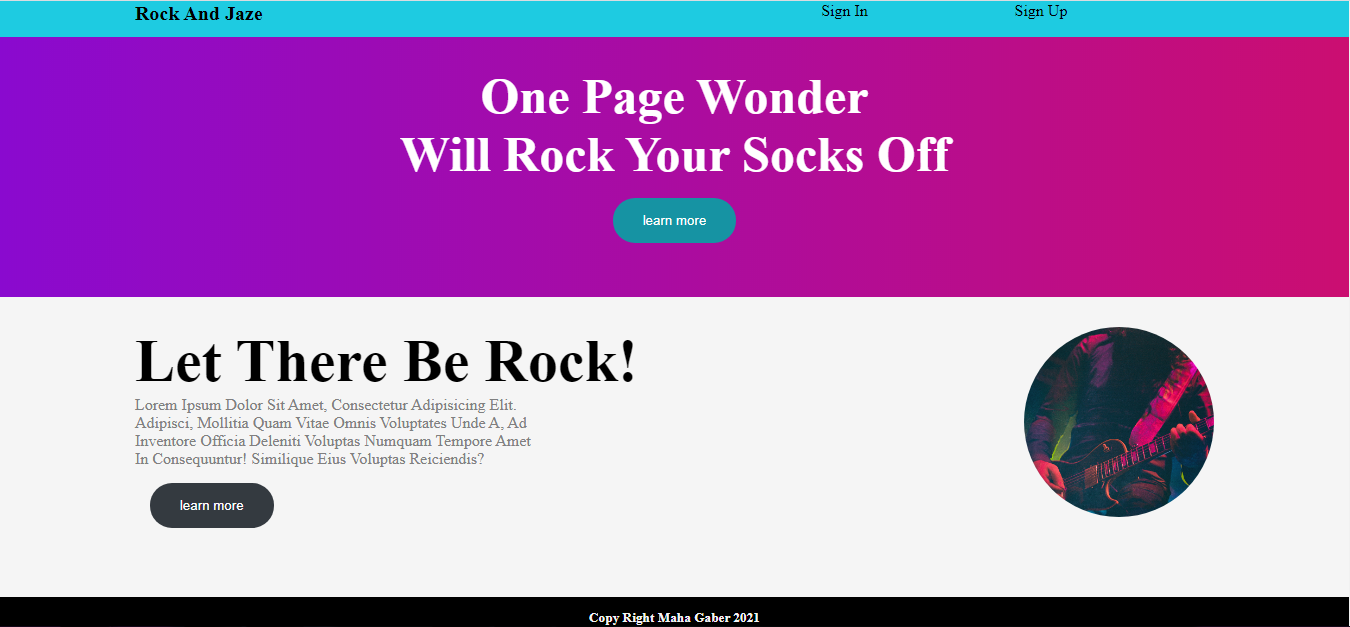 Rock And Jaze
Sign In
Sign Up
One Page Wonder
Will Rock Your Socks Off
learn more
Let There Be Rock!
Lorem Ipsum Dolor Sit Amet, Consectetur Adipisicing Elit.
Adipisci, Mollitia Quam Vitae Omnis Voluptates Unde A, Ad
Inventore Officia Deleniti Voluptas Numquam Tempore Amet
In Consequuntur! Similique Eius Voluptas Reiciendis?
learn more
Copy Right Maha Gaber 2021